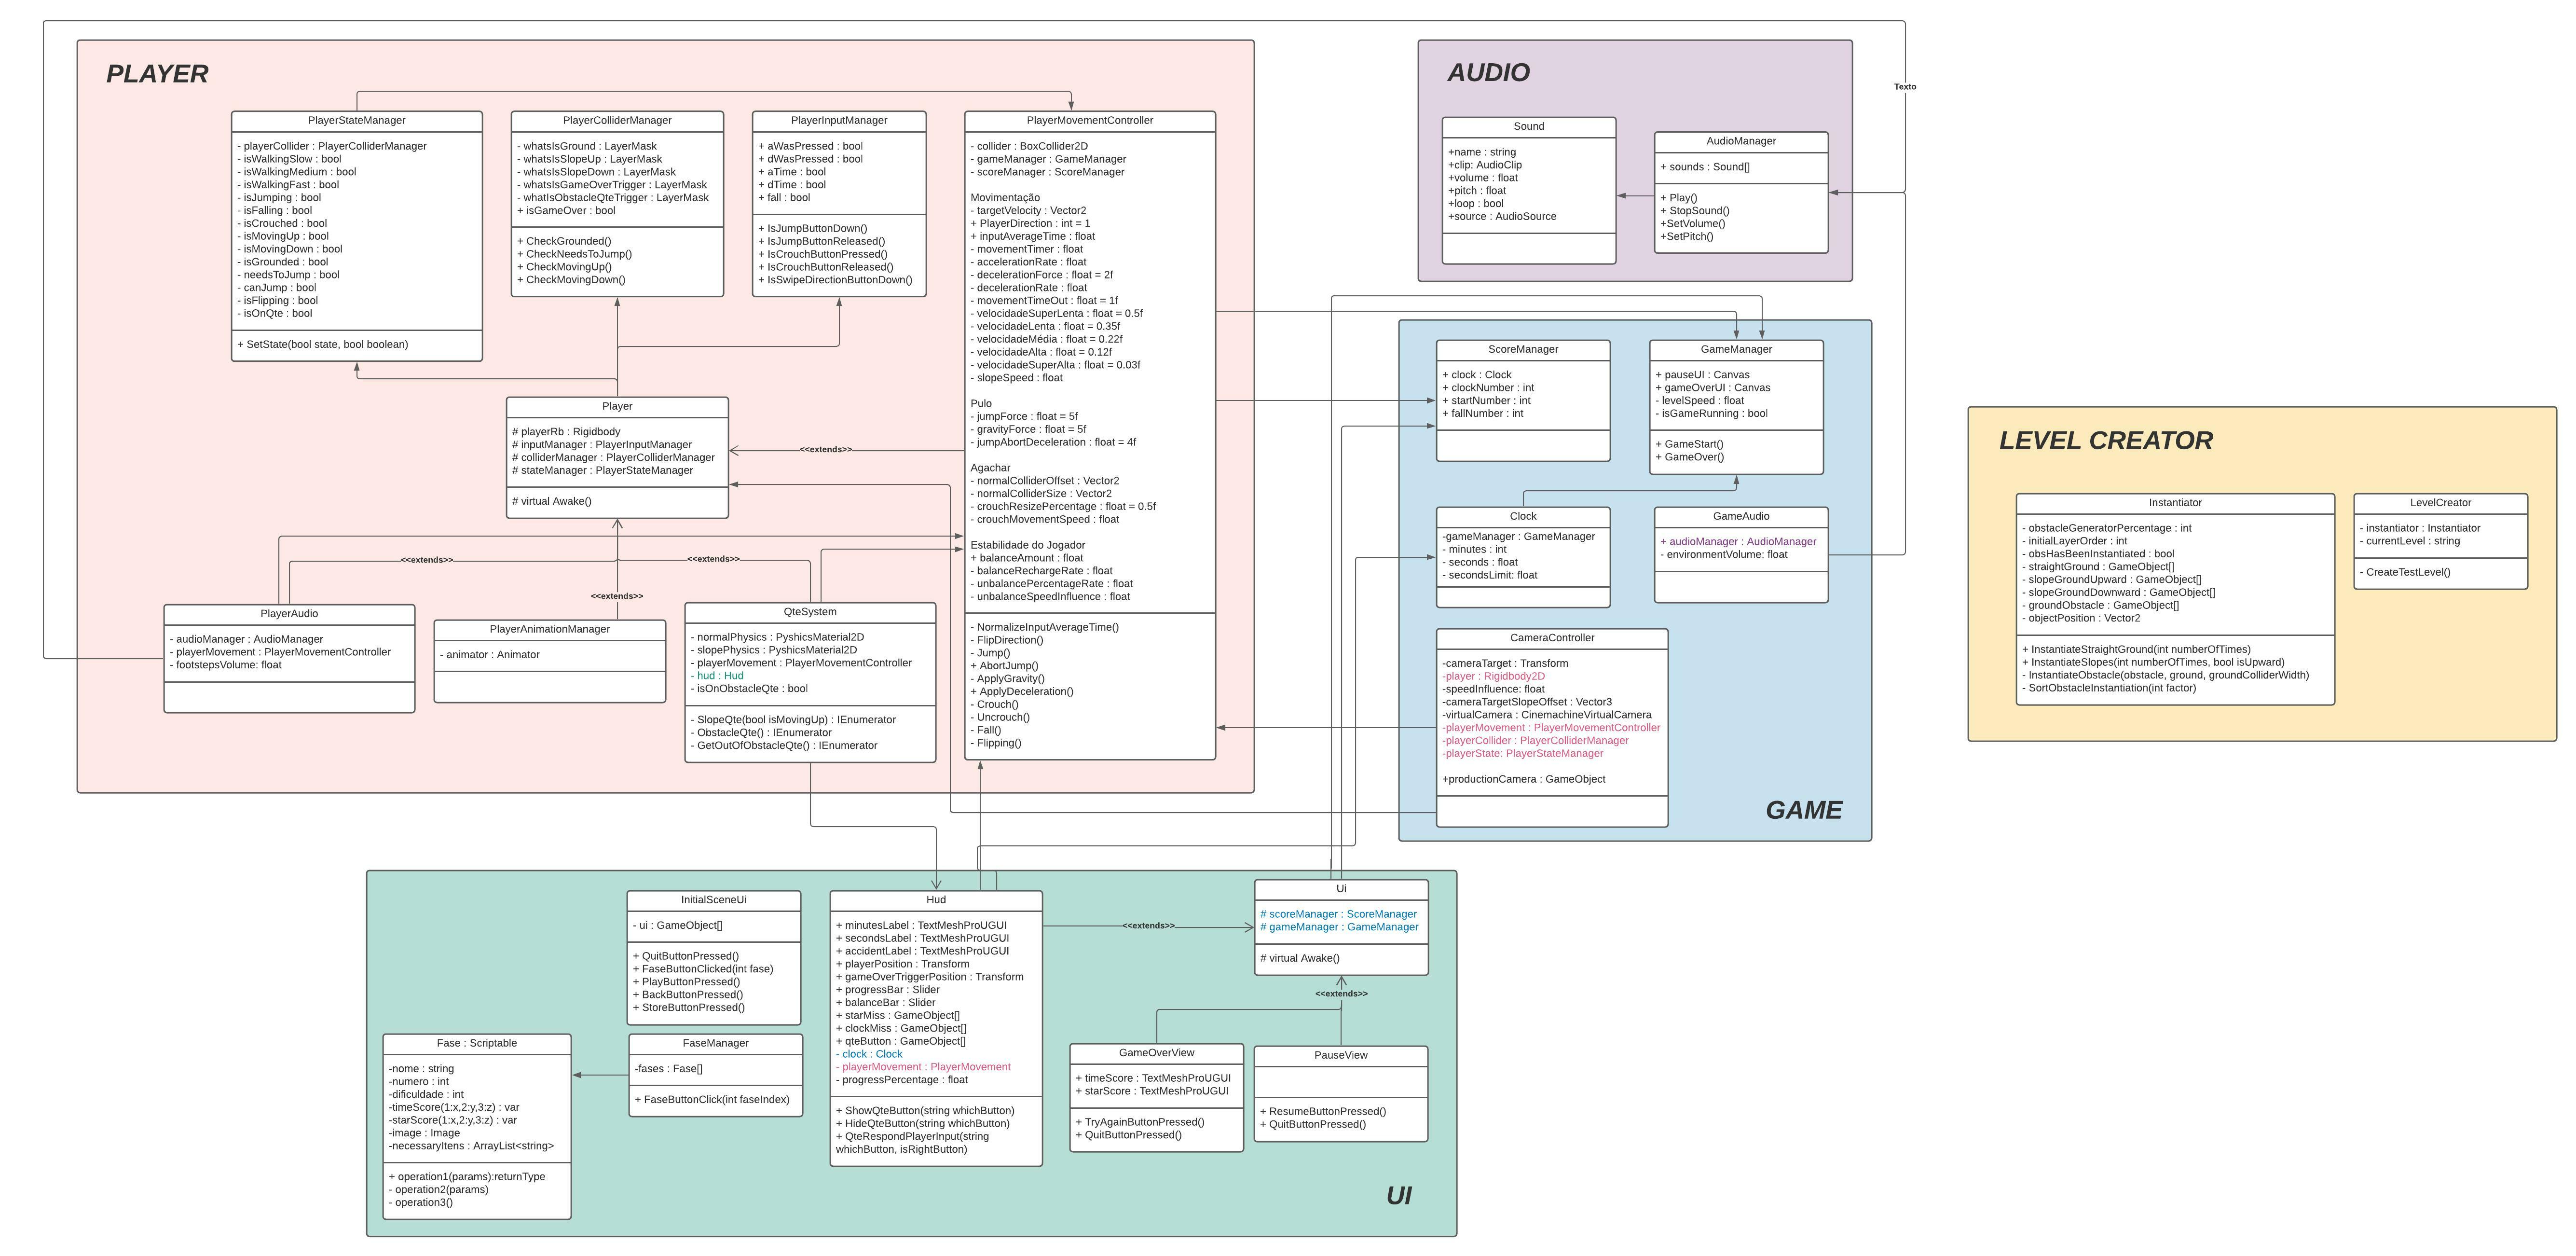 PLAYER
PlayerStateManager
- playerCollider : PlayerColliderManager
- isWalkingSlow : bool
- isWalkingMedium : bool
- isWalkingFast : bool
- isJumping : bool
- isFalling : bool
- isCrouched : bool
- isMovingUp : bool
- isMovingDown : bool
- isGrounded : bool
- needsToJump : bool
- canJump : bool
- isFlipping : bool
- isOnQte : bool
+ SetState(bool state, bool boolean)
PlayerColliderManager
- whatsIsGround : LayerMask
- whatsIsSlopeUp : LayerMask
- whatsIsSlopeDown : LayerMask
- whatsIsGameOverTrigger : LayerMask
- whatIsObstacleQteTrigger : LayerMask
+ isGameOver : bool
+ CheckGrounded()
+ CheckNeedsToJump()
+ CheckMovingUp()
+ CheckMovingDown()
PlayerInputManager
+ aWasPressed : bool
+ dWasPressed : bool
+ aTime : bool
+ dTime : bool
+ fall : bool
+ IsJumpButtonDown()
+ IsJumpButtonReleased()
+ IsCrouchButtonPressed()
+ IsCrouchButtonReleased()
+ IsSwipeDirectionButtonDown()
PlayerMovementController
- collider : BoxCollider2D
- gameManager : GameManager
- scoreManager : ScoreManager
Movimentação
- targetVelocity : Vector2
+ PlayerDirection : int = 1
+ inputAverageTime : float
- movementTimer : float
- accelerationRate : float
- decelerationForce : float = 2f
- decelerationRate : float
- movementTimeOut : float = 1f
- velocidadeSuperLenta : float = 0.5f
- velocidadeLenta : float = 0.35f
- velocidadeMédia : float = 0.22f
- velocidadeAlta : float = 0.12f
- velocidadeSuperAlta : float = 0.03f
- slopeSpeed : float
Pulo
- jumpForce : float = 5f
- gravityForce : float = 5f
- jumpAbortDeceleration : float = 4f
Agachar
- normalColliderOffset : Vector2
- normalColliderSize : Vector2
- crouchResizePercentage : float = 0.5f
- crouchMovementSpeed : float
Estabilidade do Jogador
+ balanceAmount : float
- balanceRechargeRate : float
- unbalancePercentageRate : float
- unbalanceSpeedInfluence : float
- NormalizeInputAverageTime()
- FlipDirection()
- Jump()
+ AbortJump()
- ApplyGravity()
+ ApplyDeceleration()
- Crouch()
- Uncrouch()
- Fall()
- Flipping()
Player
# playerRb : Rigidbody
# inputManager : PlayerInputManager
# colliderManager : PlayerColliderManager
# stateManager : PlayerStateManager
# virtual Awake()
<<extends>>
<<extends>>
<<extends>>
<<extends>>
PlayerAudio
- audioManager : AudioManager
- playerMovement : PlayerMovementController
- footstepsVolume: float
PlayerAnimationManager
- animator : Animator
QteSystem
- normalPhysics : PyshicsMaterial2D
- slopePhysics : PyshicsMaterial2D
- playerMovement : PlayerMovementController
- hud : Hud
- isOnObstacleQte : bool
- SlopeQte(bool isMovingUp) : IEnumerator
- ObstacleQte() : IEnumerator
- GetOutOfObstacleQte() : IEnumerator
AUDIO
Sound
+name : string
+clip: AudioClip
+volume : float
+pitch : float
+loop : bool
+source : AudioSource
AudioManager
+ sounds : Sound[]
+ Play()
+ StopSound()
+SetVolume()
+SetPitch()
Texto
ScoreManager
+ clock : Clock
+ clockNumber : int
+ startNumber : int
+ fallNumber : int
GameManager
+ pauseUI : Canvas
+ gameOverUI : Canvas
- levelSpeed : float
- isGameRunning : bool
+ GameStart()
+ GameOver()
Clock
-gameManager : GameManager
- minutes : int
- seconds : float
- secondsLimit: float
GameAudio
+ audioManager : AudioManager
- environmentVolume: float
CameraController
-cameraTarget : Transform
-player : Rigidbody2D
-speedInfluence: float
-cameraTargetSlopeOffset : Vector3
-virtualCamera : CinemachineVirtualCamera
-playerMovement : PlayerMovementController
-playerCollider : PlayerColliderManager
-playerState: PlayerStateManager
+productionCamera : GameObject
GAME
LEVEL CREATOR
Instantiator
- obstacleGeneratorPercentage : int
- initialLayerOrder : int
- obsHasBeenInstantiated : bool
- straightGround : GameObject[]
- slopeGroundUpward : GameObject[]
- slopeGroundDownward : GameObject[]
- groundObstacle : GameObject[]
- objectPosition : Vector2
+ InstantiateStraightGround(int numberOfTimes)
+ InstantiateSlopes(int numberOfTimes, bool isUpward)
- InstantiateObstacle(obstacle, ground, groundColliderWidth)
- SortObstacleInstantiation(int factor)
LevelCreator
- instantiator : Instantiator
- currentLevel : string
- CreateTestLevel()
InitialSceneUi
- ui : GameObject[]
+ QuitButtonPressed()
+ FaseButtonClicked(int fase)
+ PlayButtonPressed()
+ BackButtonPressed()
+ StoreButtonPressed()
Fase : Scriptable
-nome : string
-numero : int
-dificuldade : int
-timeScore(1:x,2:y,3:z) : var
-starScore(1:x,2:y,3:z) : var
-image : Image
-necessaryItens : ArrayList<string>
+ operation1(params):returnType
- operation2(params)
- operation3()
FaseManager
-fases : Fase[]
+ FaseButtonClick(int faseIndex)
Hud
+ minutesLabel : TextMeshProUGUI
+ secondsLabel : TextMeshProUGUI
+ accidentLabel : TextMeshProUGUI
+ playerPosition : Transform
+ gameOverTriggerPosition : Transform
+ progressBar : Slider
+ balanceBar : Slider
+ starMiss : GameObject[]
+ clockMiss : GameObject[]
+ qteButton : GameObject[]
- clock : Clock
- playerMovement : PlayerMovement
- progressPercentage : float
+ ShowQteButton(string whichButton)
+ HideQteButton(string whichButton)
+ QteRespondPlayerInput(string
whichButton, isRightButton)
<<extends>>
Ui
# scoreManager : ScoreManager
# gameManager : GameManager
# virtual Awake()
<<extends>>
GameOverView
+ timeScore : TextMeshProUGUI
+ starScore : TextMeshProUGUI
+ TryAgainButtonPressed()
+ QuitButtonPressed()
PauseView
+ ResumeButtonPressed()
+ QuitButtonPressed()
UI